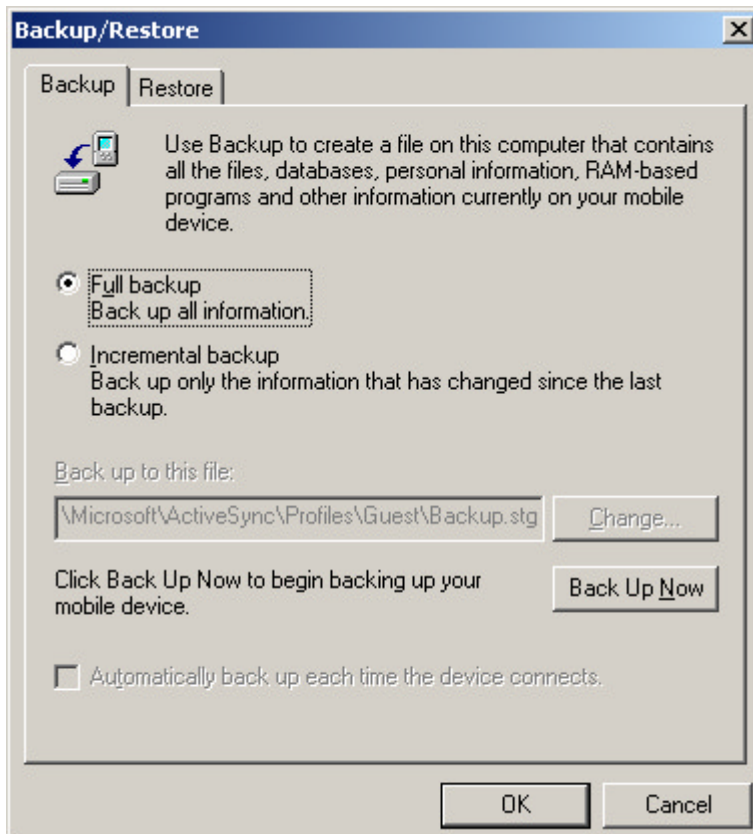 Backup/Restore
Backup
Restore
Use Backup to create a file on this computer that contains
all the files, databases, personal information, RAM-based
programs and other information currently on your mobile
device.
Full backup
Back up all information.
Incremental backup
Back up only the information that has changed since the last
backup.
Back up to this file:
\Microsoft\ActiveSync\Profiles\Guest\Backup.stg
Change...
Click Back Up Now to begin backing up your
mobile device.
Back Up Now
Automatically back up each time the device connects.
OK
Cancel